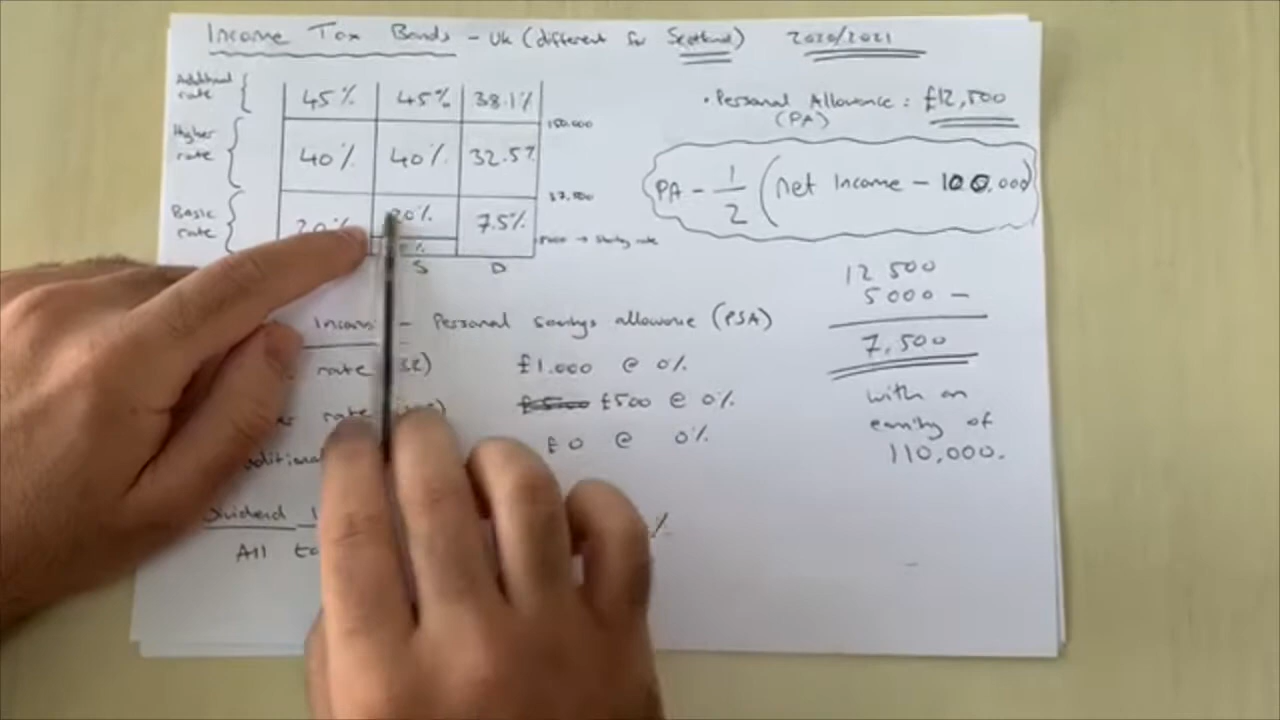 Income Tax Bands - UK (different for Scotland) 2020/2021
Additional rate
45% 45% 38.1%
150.000
Higher rate
40% 40% 32.5%
37.500
Basic rate
20% 20% 7.5%
5000 → Starting rate
S D
• Personal Allowance : £12,500
(PA)
PA - 1/2 (net Income - 100,000)
12 500
5000 -
7,500
with an
earning of
110,000.
Personal Savings allowance (PSA)
rate £1.000 @ 0%
rate £500 @ 0%
£0 @ 0%
All